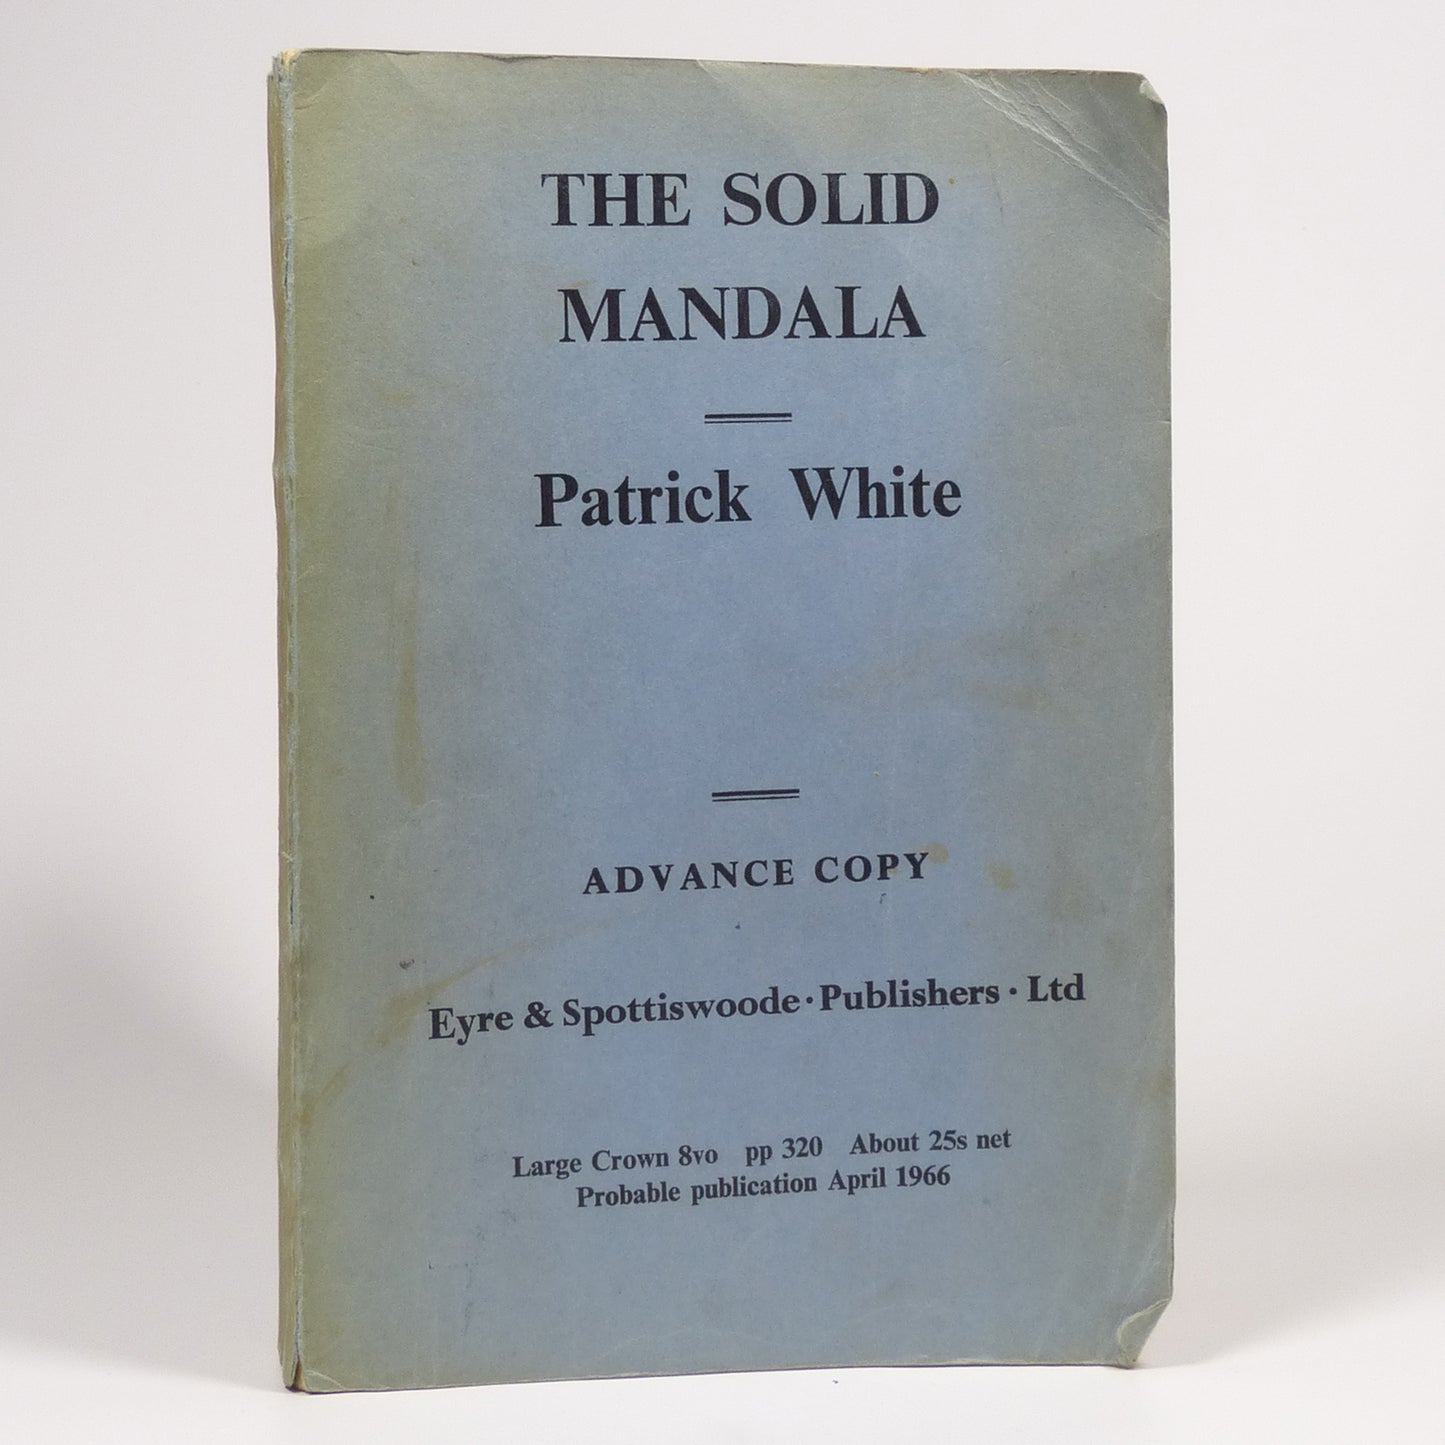 THE SOLID
MANDALA
Patrick White
ADVANCE COPY
Eyre & Spottiswoode · Publishers · Ltd
Large Crown 8vo pp 320 About 25s net
Probable publication April 1966